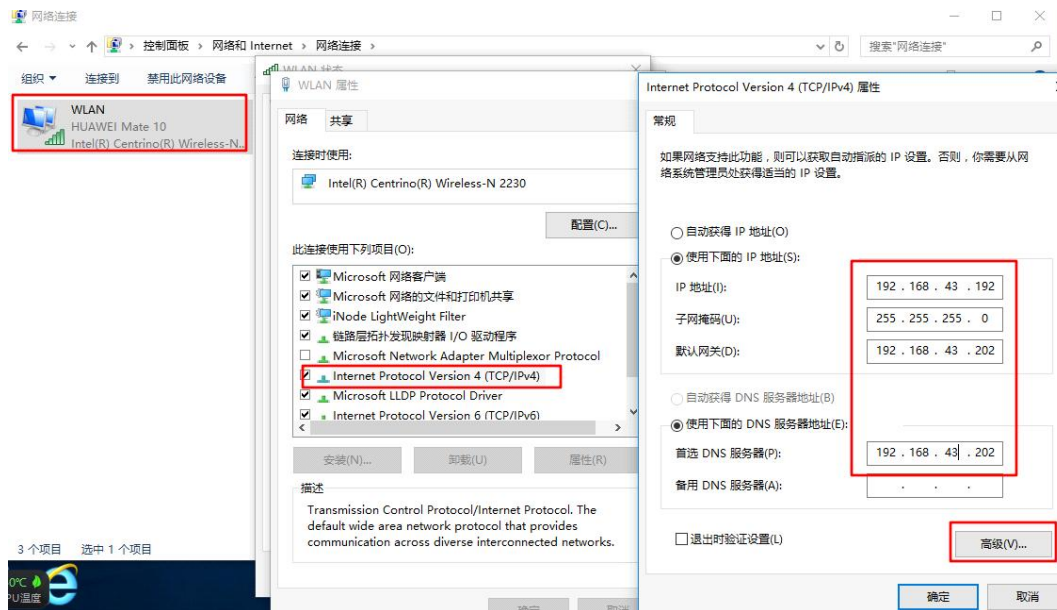 网络连接
控制面板 › 网络和 Internet › 网络连接 ›
搜索"网络连接"
组织 连接到 禁用此网络设备
WLAN
HUAWEI Mate 10
Intel(R) Centrino(R) Wireless-N...
3 个项目 选中 1 个项目
0℃
PU温度
WLAN 状态
WLAN 属性
网络 共享
连接时使用:
Intel(R) Centrino(R) Wireless-N 2230
配置(C)...
此连接使用下列项目(O):
Microsoft 网络客户端
Microsoft 网络的文件和打印机共享
iNode LightWeight Filter
链路层拓扑发现映射器 I/O 驱动程序
Microsoft Network Adapter Multiplexor Protocol
Internet Protocol Version 4 (TCP/IPv4)
Microsoft LLDP Protocol Driver
Internet Protocol Version 6 (TCP/IPv6)
安装(N)... 卸载(U) 属性(R)
描述
Transmission Control Protocol/Internet Protocol. The
default wide area network protocol that provides
communication across diverse interconnected networks.
确定 取消
Internet Protocol Version 4 (TCP/IPv4) 属性
常规
如果网络支持此功能，则可以获取自动指派的 IP 设置。否则，你需要从网
络系统管理员处获得适当的 IP 设置。
自动获得 IP 地址(O)
使用下面的 IP 地址(S):
IP 地址(I): 192 . 168 . 43 . 192
子网掩码(U): 255 . 255 . 255 . 0
默认网关(D): 192 . 168 . 43 . 202
自动获得 DNS 服务器地址(B)
使用下面的 DNS 服务器地址(E):
首选 DNS 服务器(P): 192 . 168 . 43 . 202
备用 DNS 服务器(A): . . .
退出时验证设置(L)
高级(V)...
确定 取消